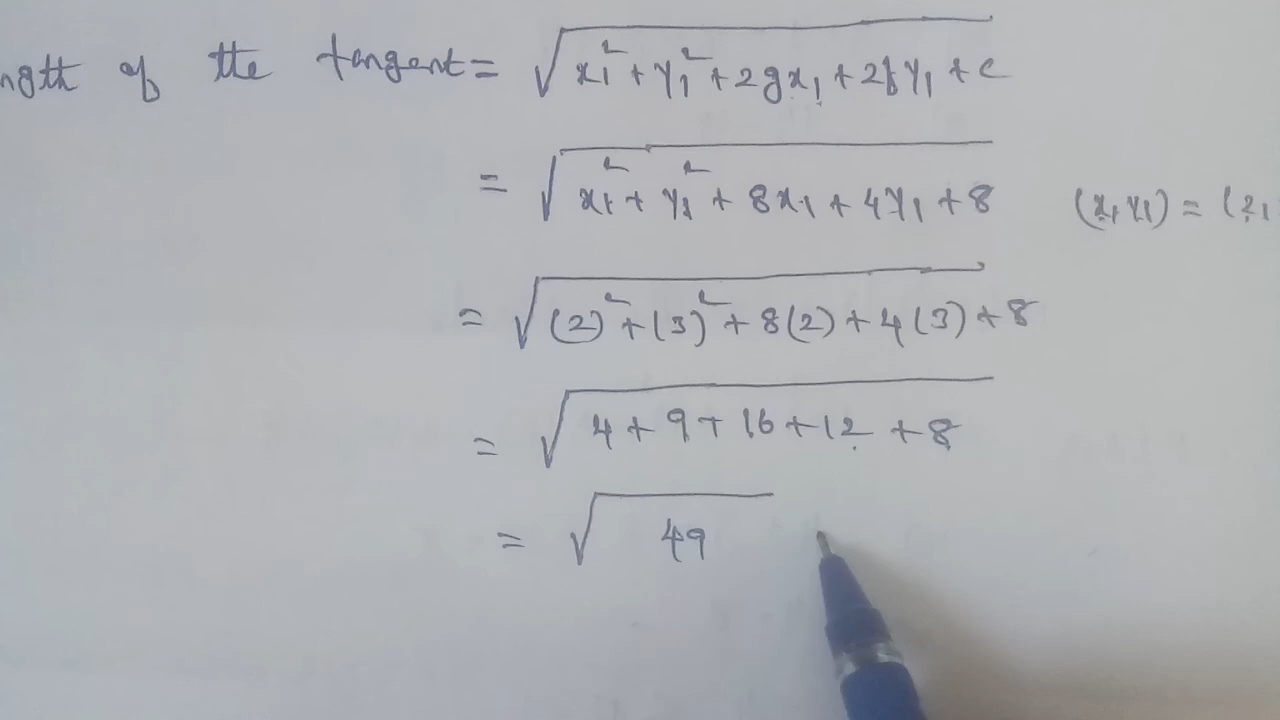 ngth of the tangent = √(x₁² + y₁² + 2gx₁ + 2fy₁ + c)
= √(x₁² + y₁² + 8x₁ + 4y₁ + 8) (x₁, y₁) = (2,
= √((2)² + (3)² + 8(2) + 4(3) + 8)
= √(4 + 9 + 16 + 12 + 8)
= √49